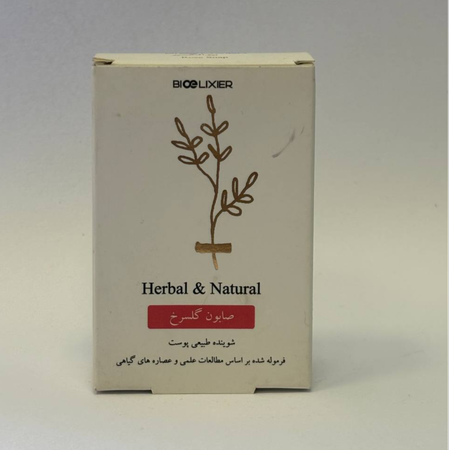 BIOELIXIER
Herbal & Natural
صابون گلسرخ
شوینده طبیعی پوست
فرموله شده بر اساس مطالعات علمی و عصاره های گیاهی